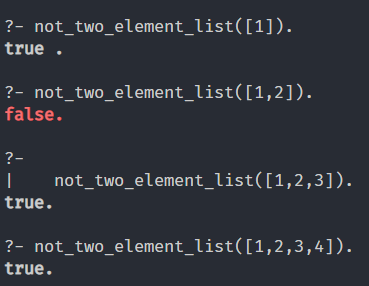 ?- not_two_element_list([1]).
true .
?- not_two_element_list([1,2]).
false.
?-
|    not_two_element_list([1,2,3]).
true.
?- not_two_element_list([1,2,3,4]).
true.